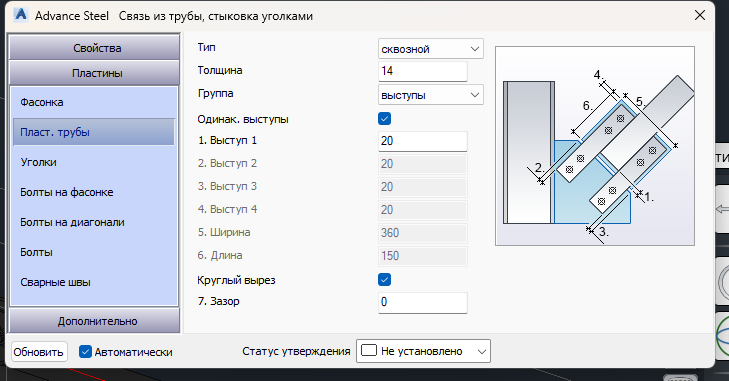 Advance Steel Связь из трубы, стыковка уголками
Свойства
Пластины
Фасонка
Пласт. трубы
Уголки
Болты на фасонке
Болты на диагонали
Болты
Сварные швы
Дополнительно
Тип сквозной
Толщина 14
Группа выступы
Одинак. выступы
1. Выступ 1 20
2. Выступ 2 20
3. Выступ 3 20
4. Выступ 4 20
5. Ширина 360
6. Длина 150
Круглый вырез
7. Зазор 0
4.
5.
6.
2.
1.
3.
ТИ
Обновить Автоматически Статус утверждения Не установлено